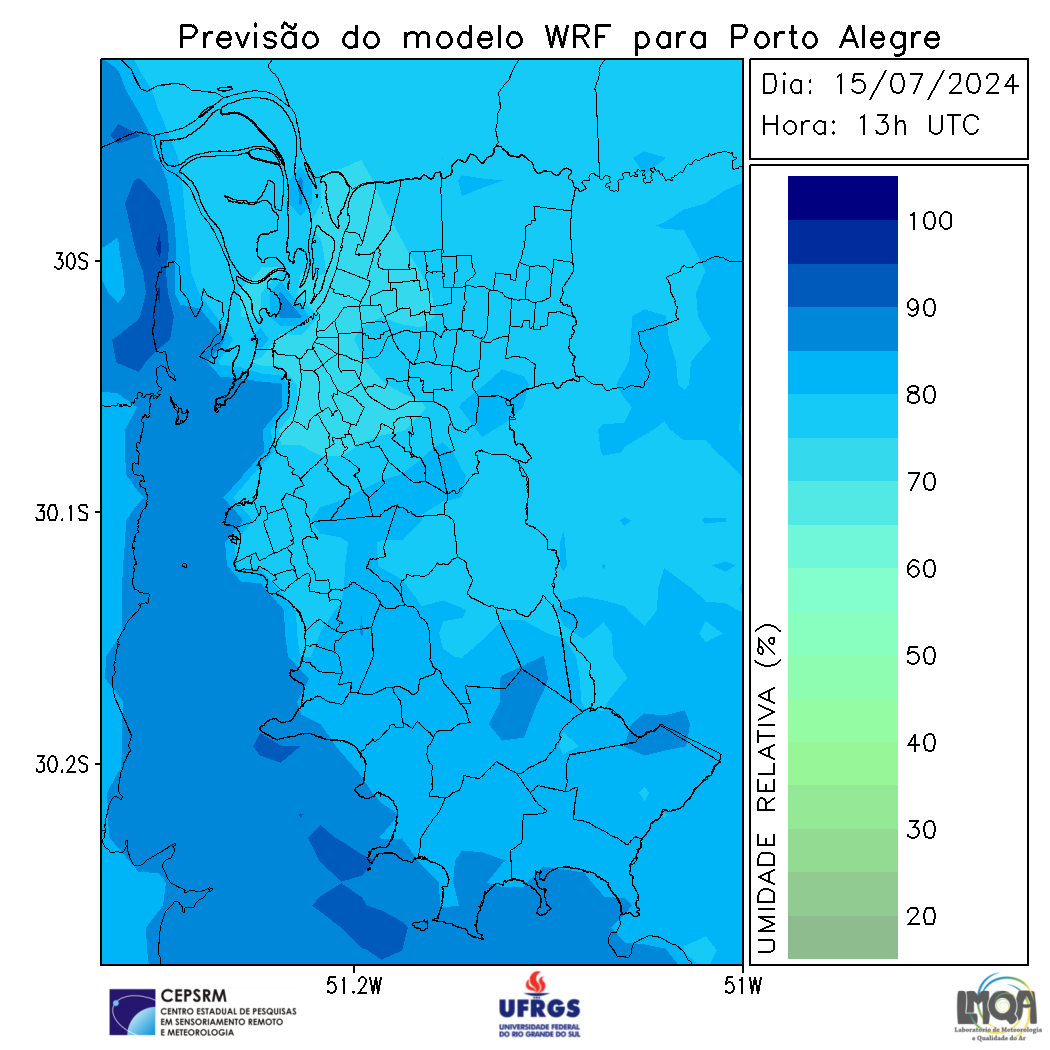 Previsão do modelo WRF para Porto Alegre
Dia: 15/07/2024
Hora: 13h UTC
100
90
80
70
60
50
40
30
20
UMIDADE RELATIVA (%)
30S
30.1S
30.2S
51.2W
51W
CEPSRM
CENTRO ESTADUAL DE PESQUISAS
EM SENSORIAMENTO REMOTO
E METEOROLOGIA
UFRGS
UNIVERSIDADE FEDERAL
DO RIO GRANDE DO SUL
LMQA
Laboratório de Meteorologia
e Qualidade do Ar